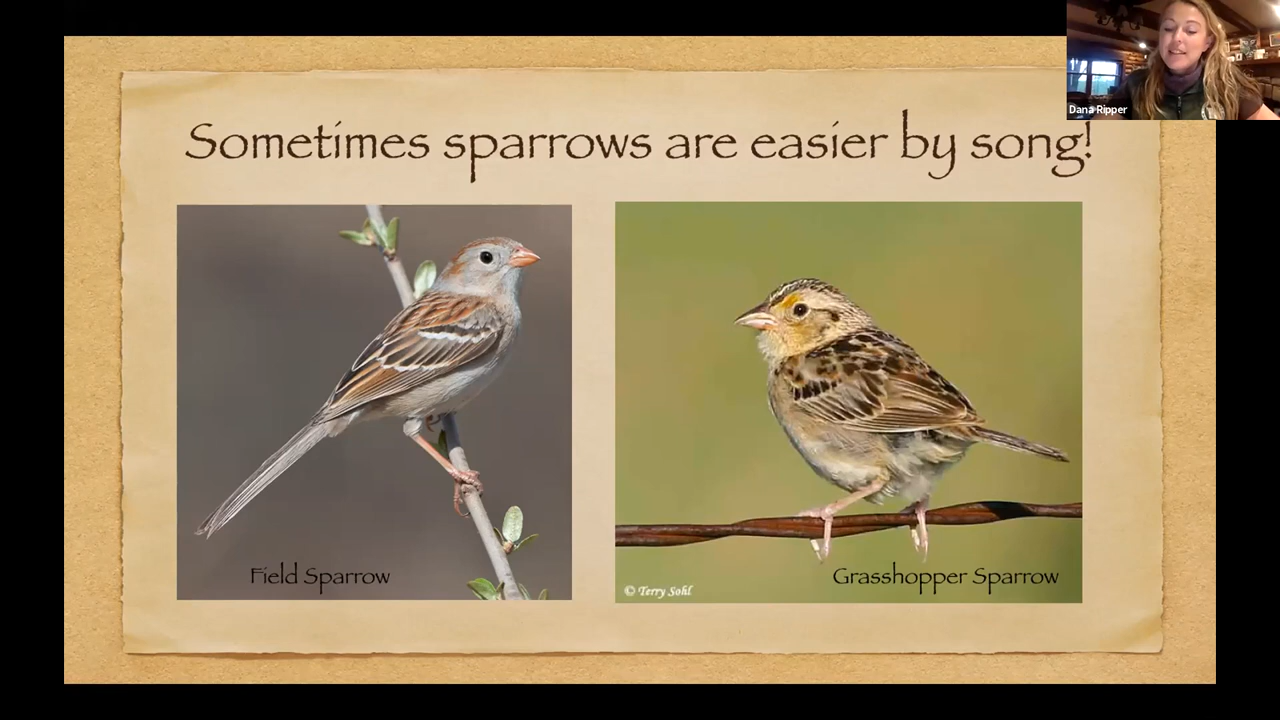 Dana Ripper
Sometimes sparrows are easier by song!
Field Sparrow
Grasshopper Sparrow
© Terry Sohl